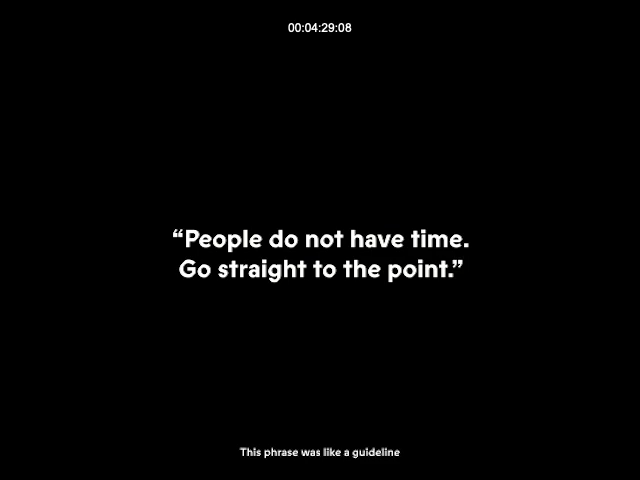 00:04:29:08
“People do not have time.
Go straight to the point.”
This phrase was like a guideline